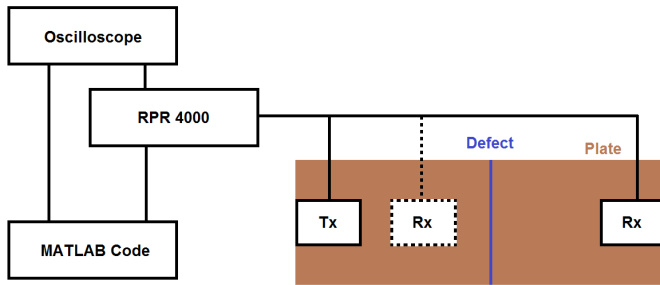 Oscilloscope
RPR 4000
Defect
Plate
Tx
Rx
Rx
MATLAB Code